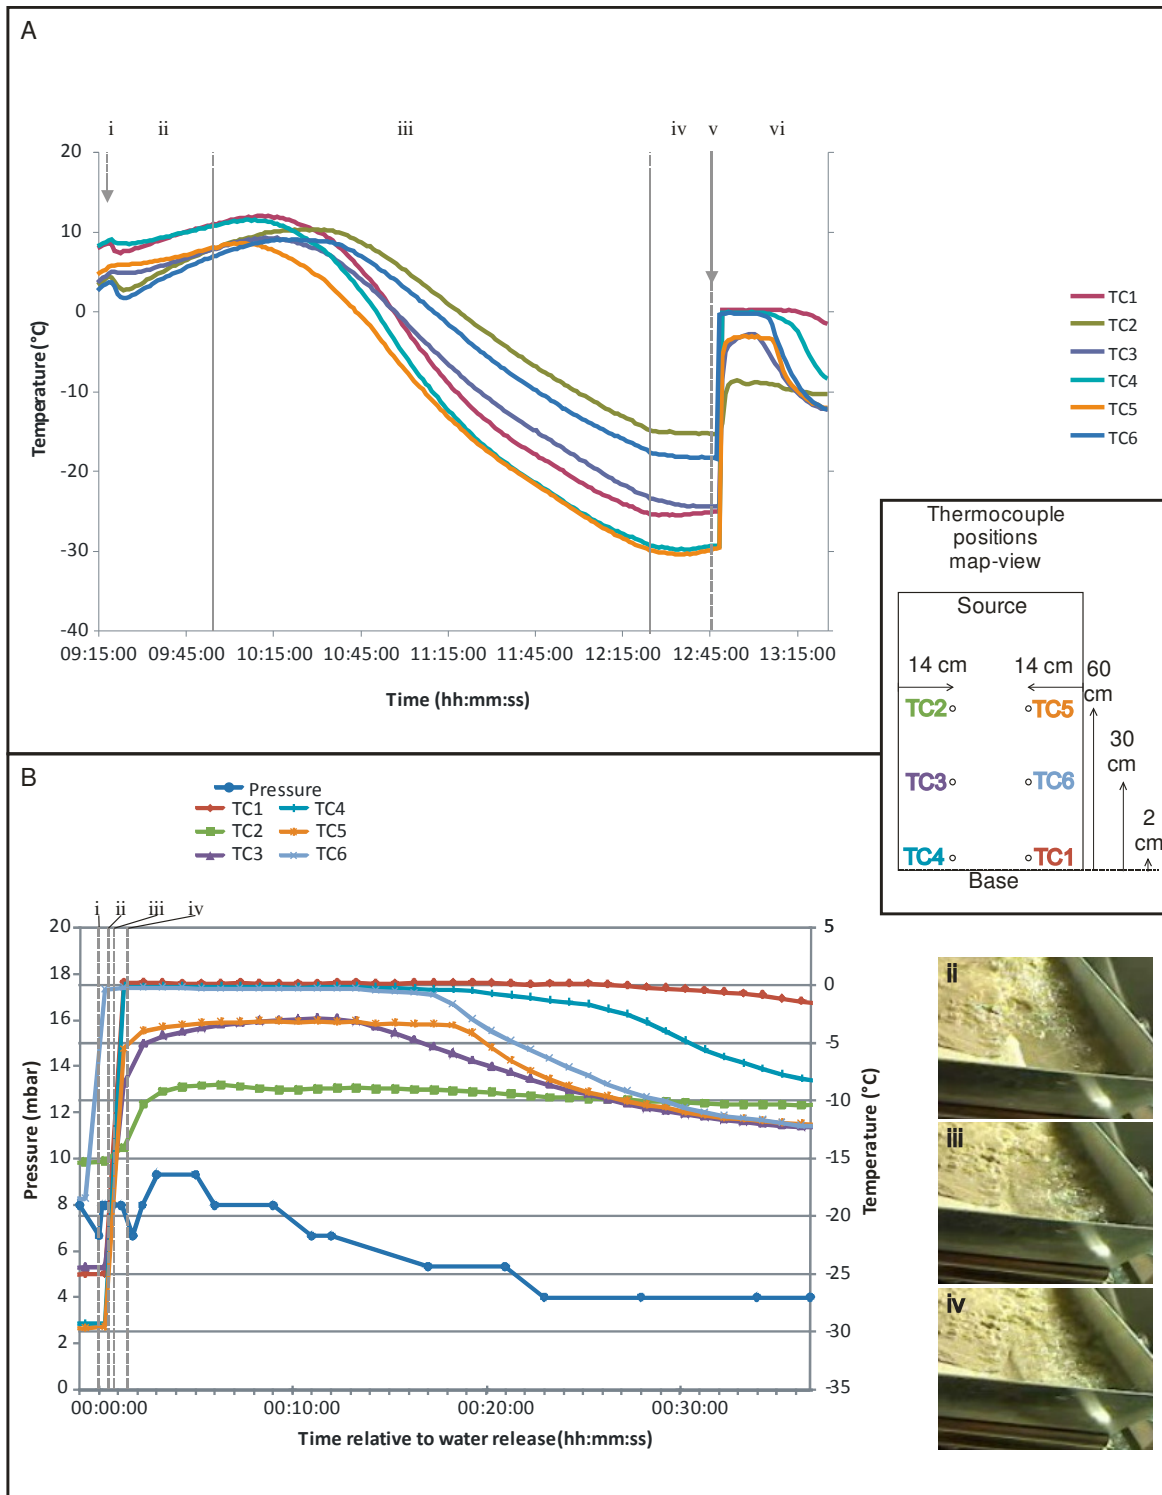 A
i ii iii iv v vi
20
10
0
-10
-20
-30
-40
Temperature (°C)
09:15:00 09:45:00 10:15:00 10:45:00 11:15:00 11:45:00 12:15:00 12:45:00 13:15:00
Time (hh:mm:ss)
TC1
TC2
TC3
TC4
TC5
TC6
Thermocouple
positions
map-view
Source
14 cm 14 cm 60
cm
TC2 TC5
30
cm
TC3 TC6
2
cm
TC4 TC1
Base
B
Pressure
TC1 TC4
TC2 TC5
TC3 TC6
i ii iii iv
20
18
16
14
12
10
8
6
4
2
0
Pressure (mbar)
5
0
-5
-10
-15
-20
-25
-30
-35
Temperature (°C)
00:00:00 00:10:00 00:20:00 00:30:00
Time relative to water release(hh:mm:ss)
ii
iii
iv